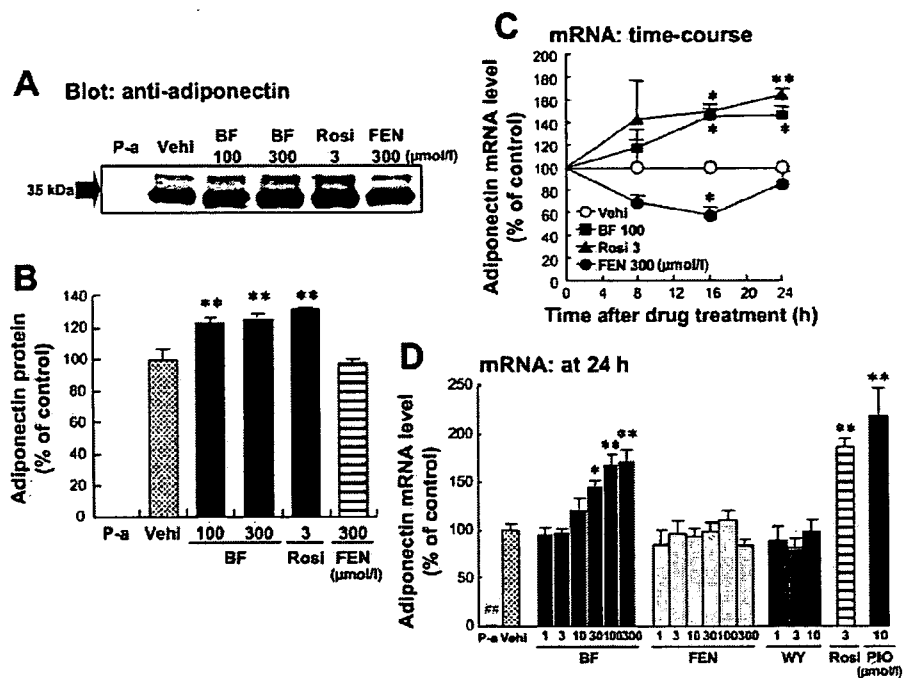 A Blot: anti-adiponectin
P-a Vehl BF BF Rosi FEN
100 300 3 300 (μmol/l)
35 kDa
B
Adiponectin protein
(% of control)
140
120
100
80
60
40
20
0
** ** **
P-a Vehl 100 300 3 300
BF Rosi FEN
(μmol/l)
C mRNA: time-course
Adiponectin mRNA level
(% of control)
200
180
160
140
120
100
80
60
40
20
0
* **
* *
*
Vehl
BF 100
Rosi 3
FEN 300 (μmol/l)
0 4 8 12 16 20 24
Time after drug treatment (h)
D mRNA: at 24 h
Adiponectin mRNA level
(% of control)
250
200
150
100
50
0
##
* ** ** ** **
P-a Vehl 1 3 10 30 100 300 1 3 10 30 100 300 1 3 10 3 10
BF FEN WY Rosi PIO
(μmol/l)